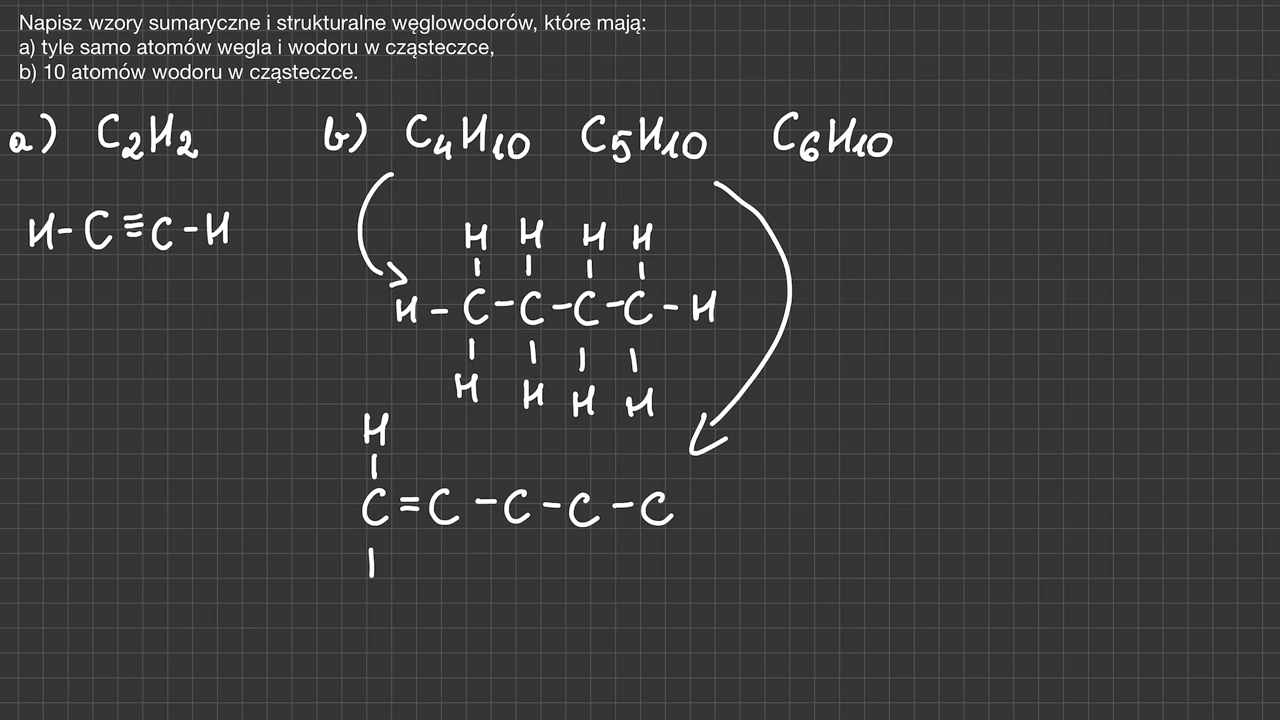 Napisz wzory sumaryczne i strukturalne węglowodorów, które mają:
a) tyle samo atomów wegla i wodoru w cząsteczce,
b) 10 atomów wodoru w cząsteczce.
a) C2H2 b) C4H10 C5H10 C6H10
H-C≡C-H
H H H H
| | | |
H-C-C-C-C-H
| | | |
H H H H
H
|
C=C-C-C-C
|